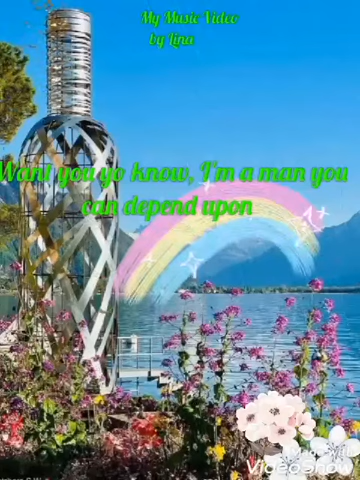 My Music Video
by Lina
Want you yo know, I'm a man you
can depend upon
VideoShow